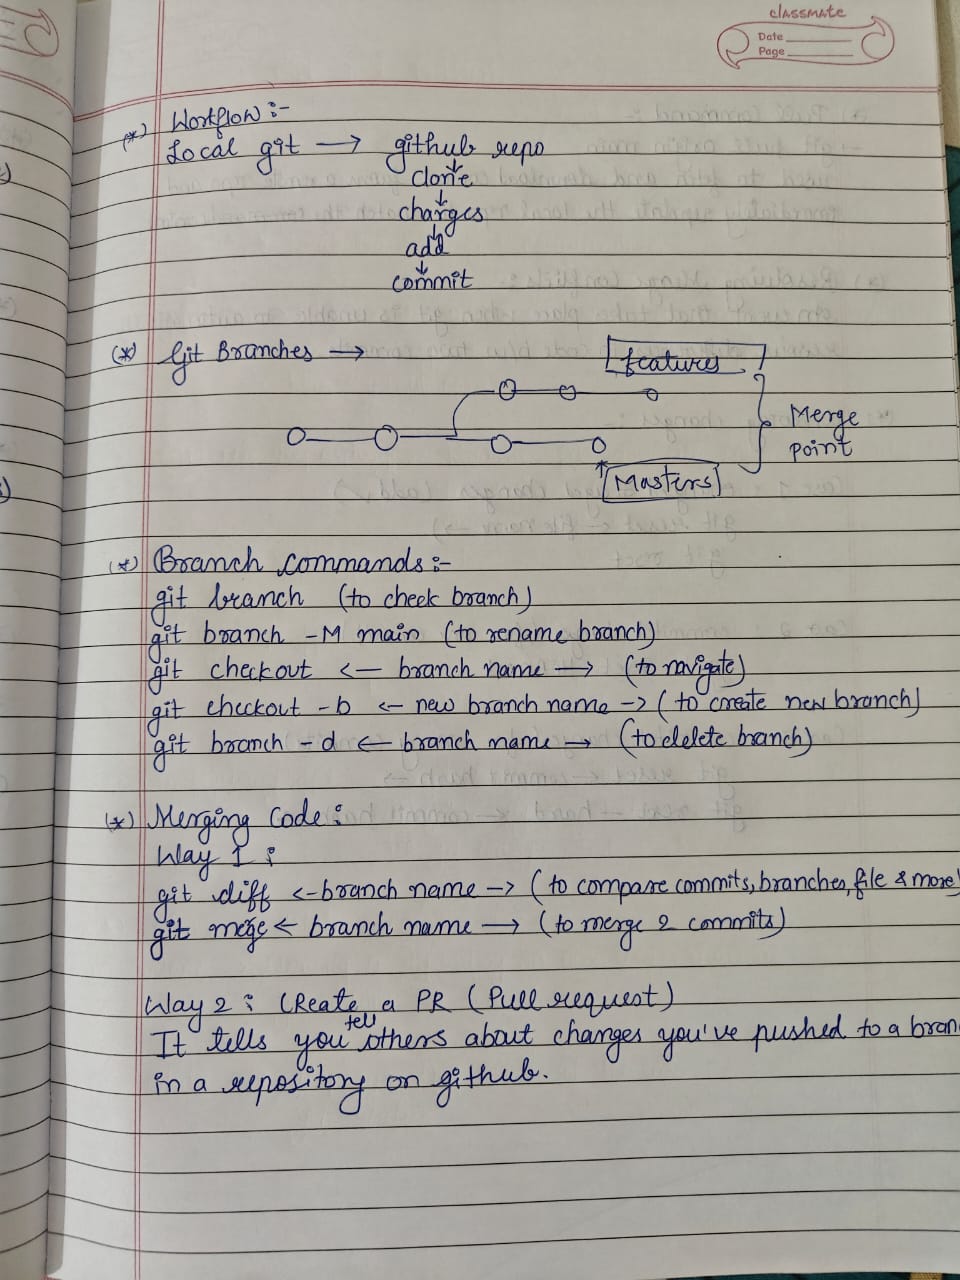 classmate
Date
Page
(*) Workflow :-
Local git → github repo
↓
clone
↓
changes
↓
add
↓
commit
(*) Git Branches →
features
Merge
Point
Masters
(*) Branch commands :-
git branch (to check branch)
git branch -M main (to rename branch)
git checkout <- branch name -> (to navigate)
git checkout -b <- new branch name -> (to create new branch)
git branch -d <- branch name -> (to delete branch)
(*) Merging Code :
Way 1 :
git diff <- branch name -> (to compare commits, branches, file & more)
git merge <- branch name -> (to merge 2 commits)
Way 2 : CReate a PR (Pull request)
It tells you tell others about changes you've pushed to a bran
in a repository on github.